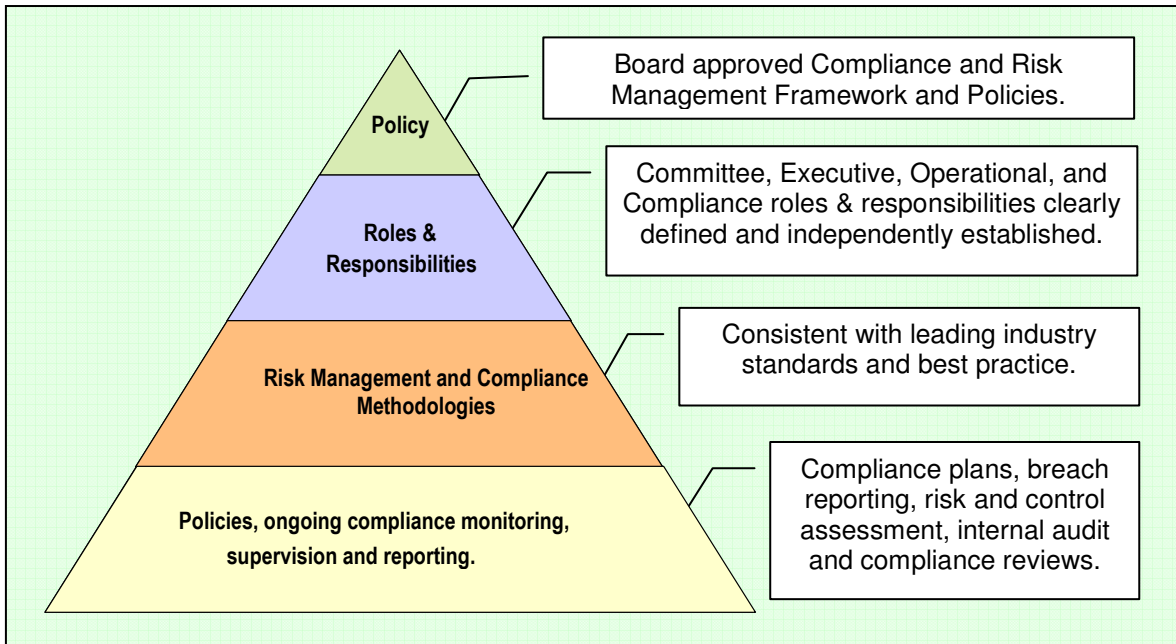 Policy
Board approved Compliance and Risk
Management Framework and Policies.
Roles &
Responsibilities
Committee, Executive, Operational, and
Compliance roles & responsibilities clearly
defined and independently established.
Risk Management and Compliance
Methodologies
Consistent with leading industry
standards and best practice.
Policies, ongoing compliance monitoring,
supervision and reporting.
Compliance plans, breach
reporting, risk and control
assessment, internal audit
and compliance reviews.